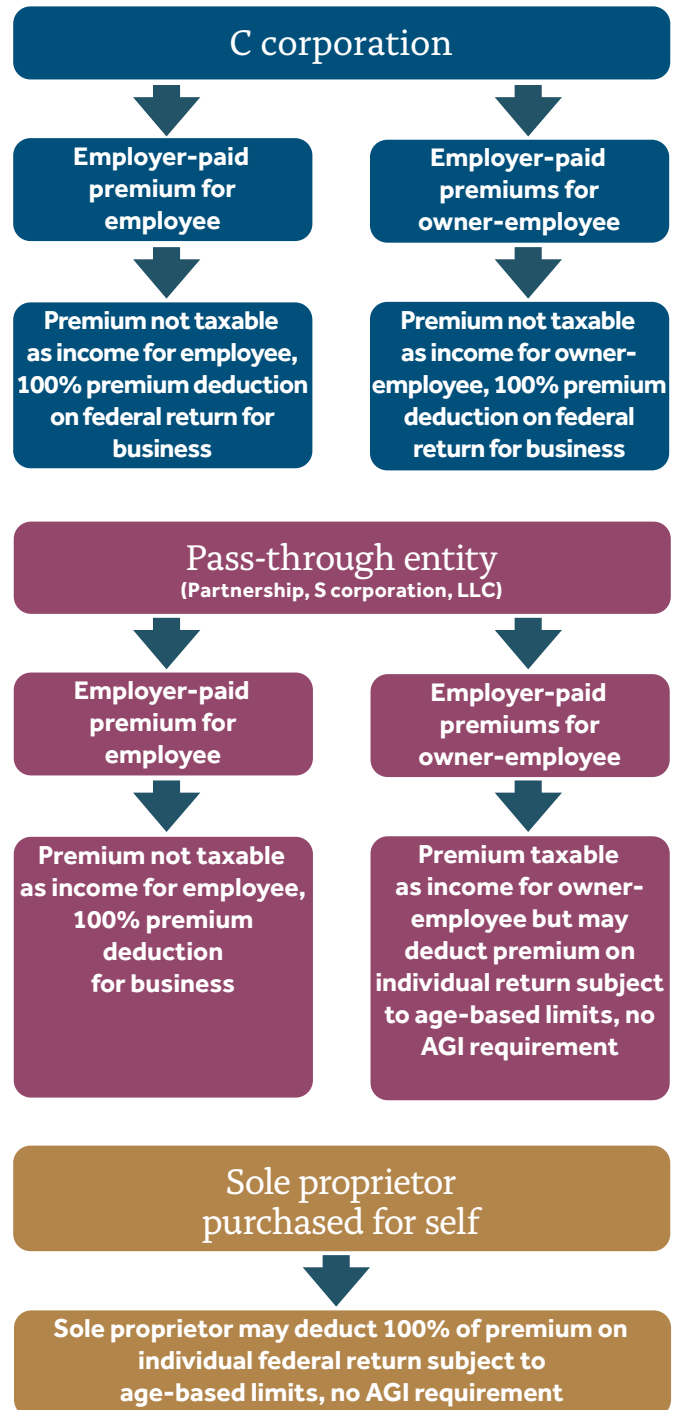 C corporation
Employer-paid
premium for
employee
Employer-paid
premiums for
owner-employee
Premium not taxable
as income for employee,
100% premium deduction
on federal return for
business
Premium not taxable
as income for owner-
employee, 100% premium
deduction on federal
return for business
Pass-through entity
(Partnership, S corporation, LLC)
Employer-paid
premium for
employee
Employer-paid
premiums for
owner-employee
Premium not taxable
as income for employee,
100% premium
deduction
for business
Premium taxable
as income for owner-
employee but may
deduct premium on
individual return subject
to age-based limits, no
AGI requirement
Sole proprietor
purchased for self
Sole proprietor may deduct 100% of premium on
individual federal return subject to
age-based limits, no AGI requirement